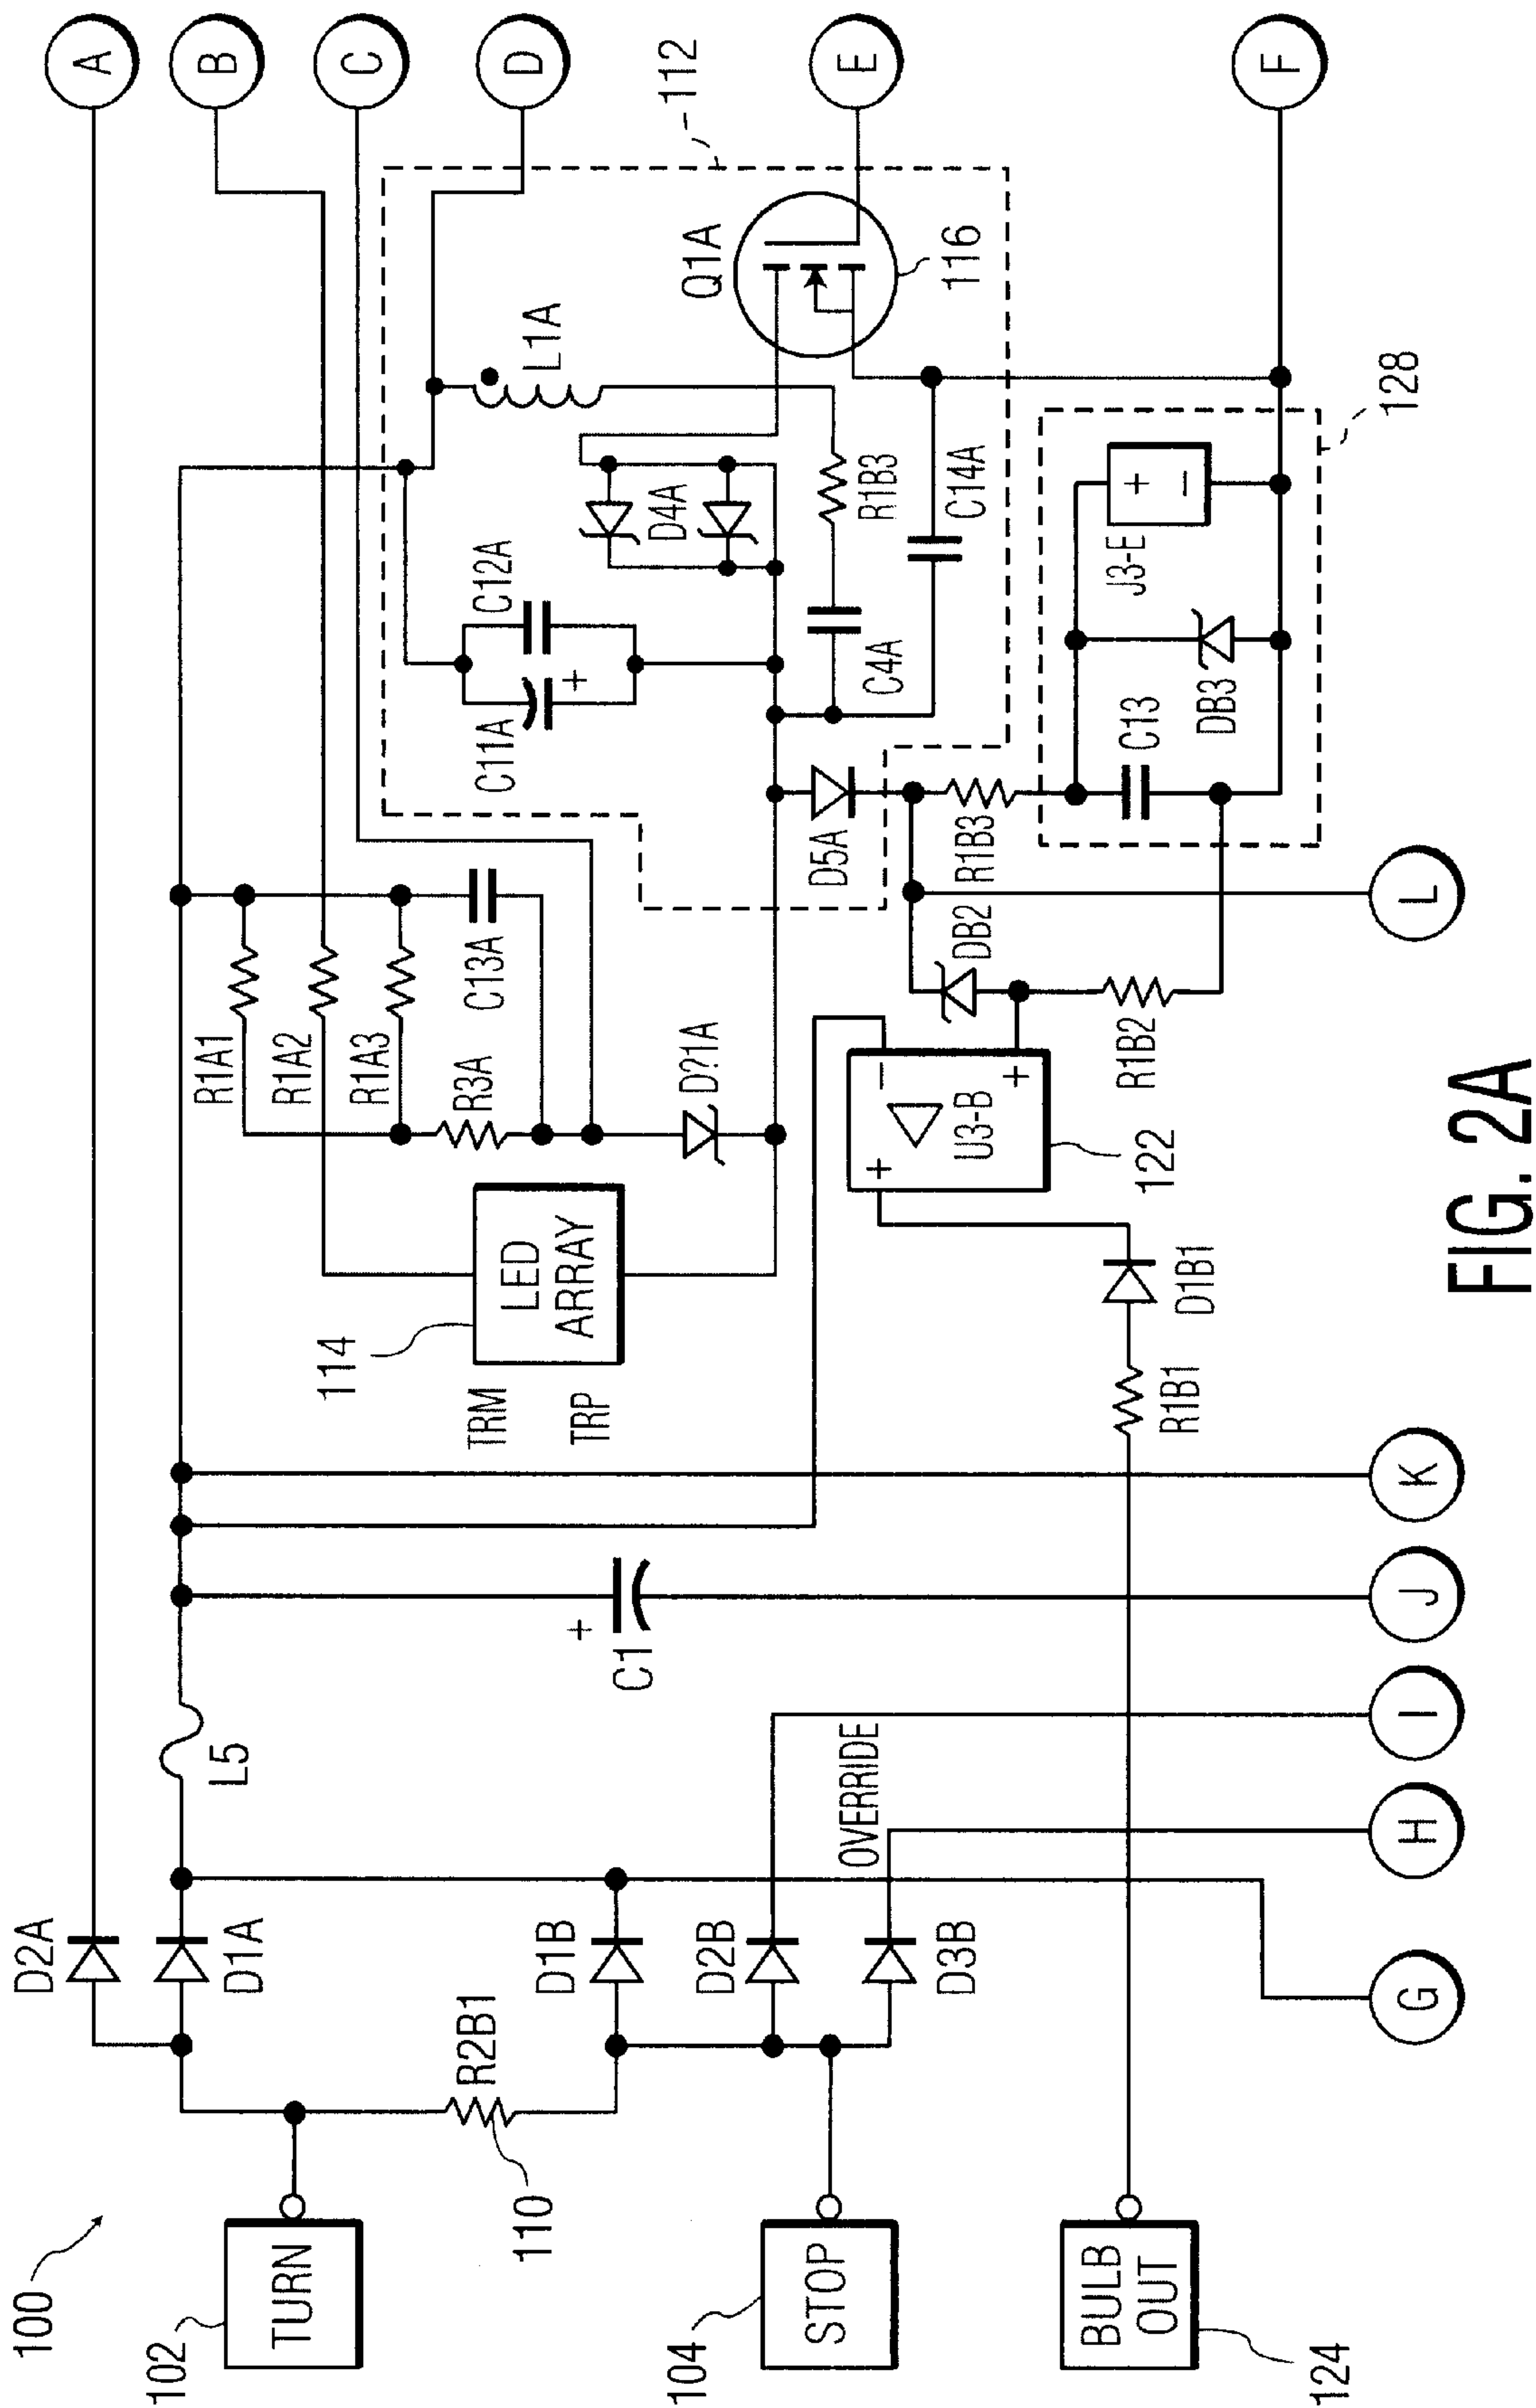 100
102
TURN
104
STOP
124
BULB
OUT
110
R2B1
D2A
D1A
D1B
D2B
D3B
OVERRIDE
L5
+
C1
114
TRM
TRP
LED
ARRAY
R1A1
R1A2
R1A3
R3A
C13A
D?1A
R1B1
D1B1
122
U3-B
+
−
+
DB2
R1B2
R1B3
D5A
C11A
+
C12A
D4A
L1A
C4A
R1B3
C14A
Q1A
116
112
C13
DB3
J3-E
+
−
128
A
B
C
D
E
F
G
H
I
J
K
L
FIG. 2A